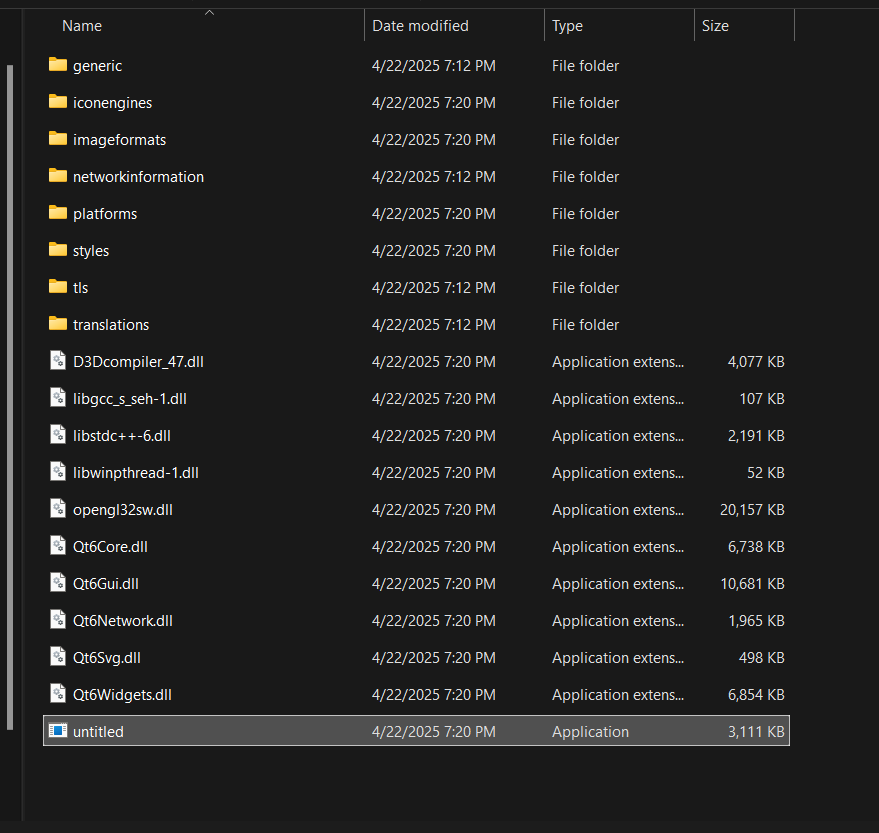 Name Date modified Type Size
generic 4/22/2025 7:12 PM File folder
iconengines 4/22/2025 7:20 PM File folder
imageformats 4/22/2025 7:20 PM File folder
networkinformation 4/22/2025 7:12 PM File folder
platforms 4/22/2025 7:20 PM File folder
styles 4/22/2025 7:20 PM File folder
tls 4/22/2025 7:12 PM File folder
translations 4/22/2025 7:12 PM File folder
D3Dcompiler_47.dll 4/22/2025 7:20 PM Application extens... 4,077 KB
libgcc_s_seh-1.dll 4/22/2025 7:20 PM Application extens... 107 KB
libstdc++-6.dll 4/22/2025 7:20 PM Application extens... 2,191 KB
libwinpthread-1.dll 4/22/2025 7:20 PM Application extens... 52 KB
opengl32sw.dll 4/22/2025 7:20 PM Application extens... 20,157 KB
Qt6Core.dll 4/22/2025 7:20 PM Application extens... 6,738 KB
Qt6Gui.dll 4/22/2025 7:20 PM Application extens... 10,681 KB
Qt6Network.dll 4/22/2025 7:20 PM Application extens... 1,965 KB
Qt6Svg.dll 4/22/2025 7:20 PM Application extens... 498 KB
Qt6Widgets.dll 4/22/2025 7:20 PM Application extens... 6,854 KB
untitled 4/22/2025 7:20 PM Application 3,111 KB